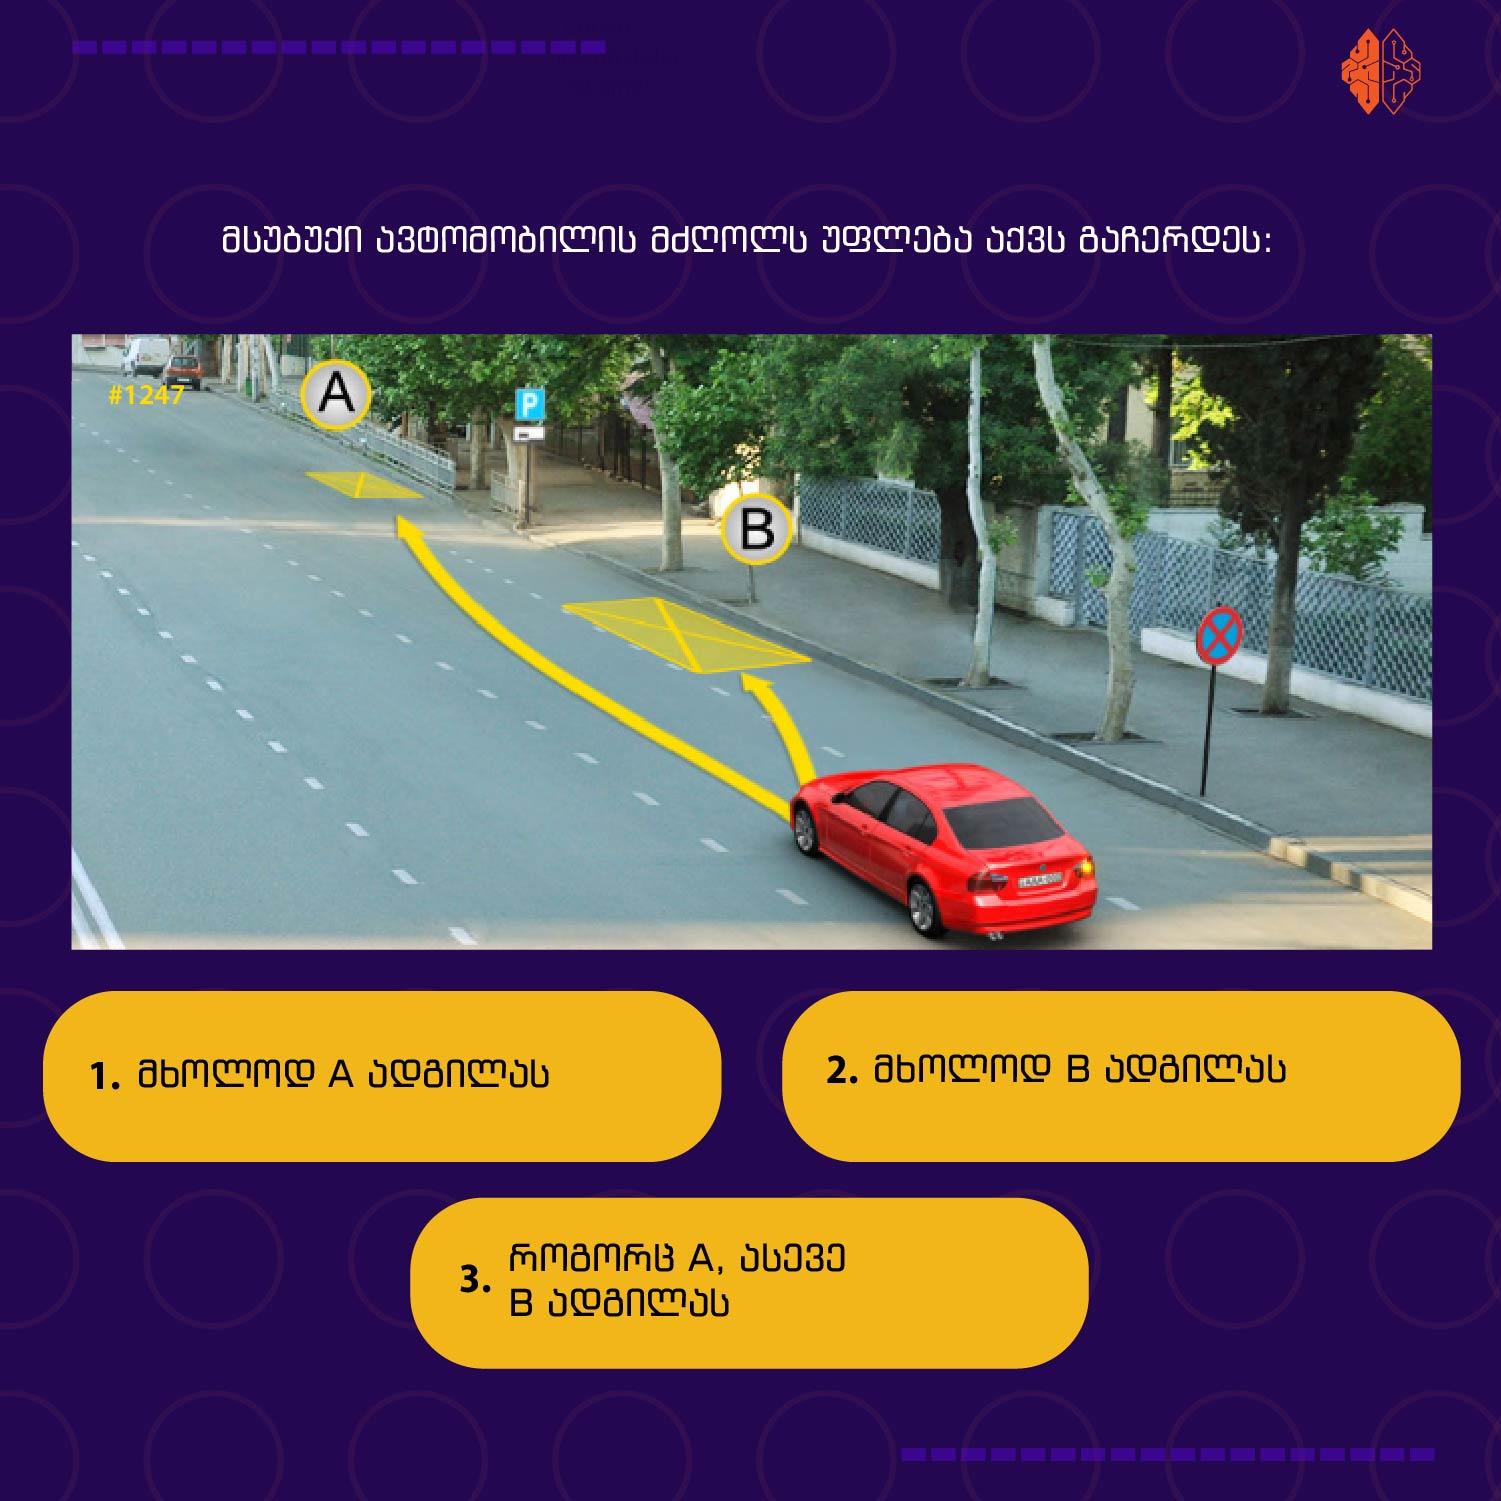 მსუბუქი ავტომობილის მძღოლს უფლება აქვს გაჩერდეს:
#1247
A
P
B
1. მხოლოდ A ადგილას
2. მხოლოდ B ადგილას
3. როგორც A, ასევე
B ადგილას